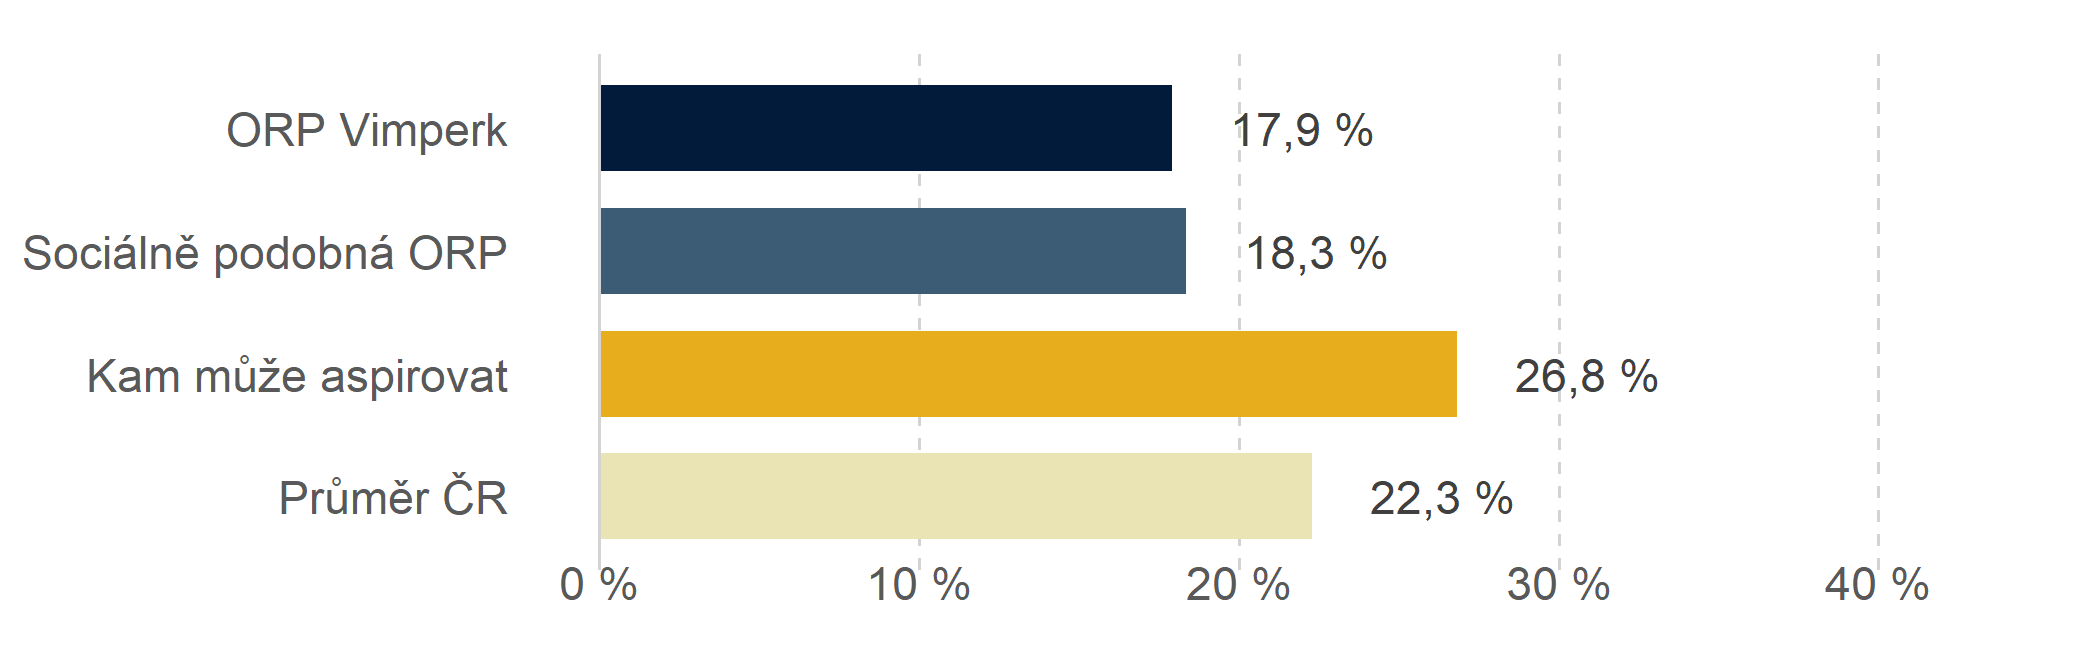 ORP Vimperk 17,9 %
Sociálně podobná ORP 18,3 %
Kam může aspirovat 26,8 %
Průměr ČR 22,3 %
0 % 10 % 20 % 30 % 40 %